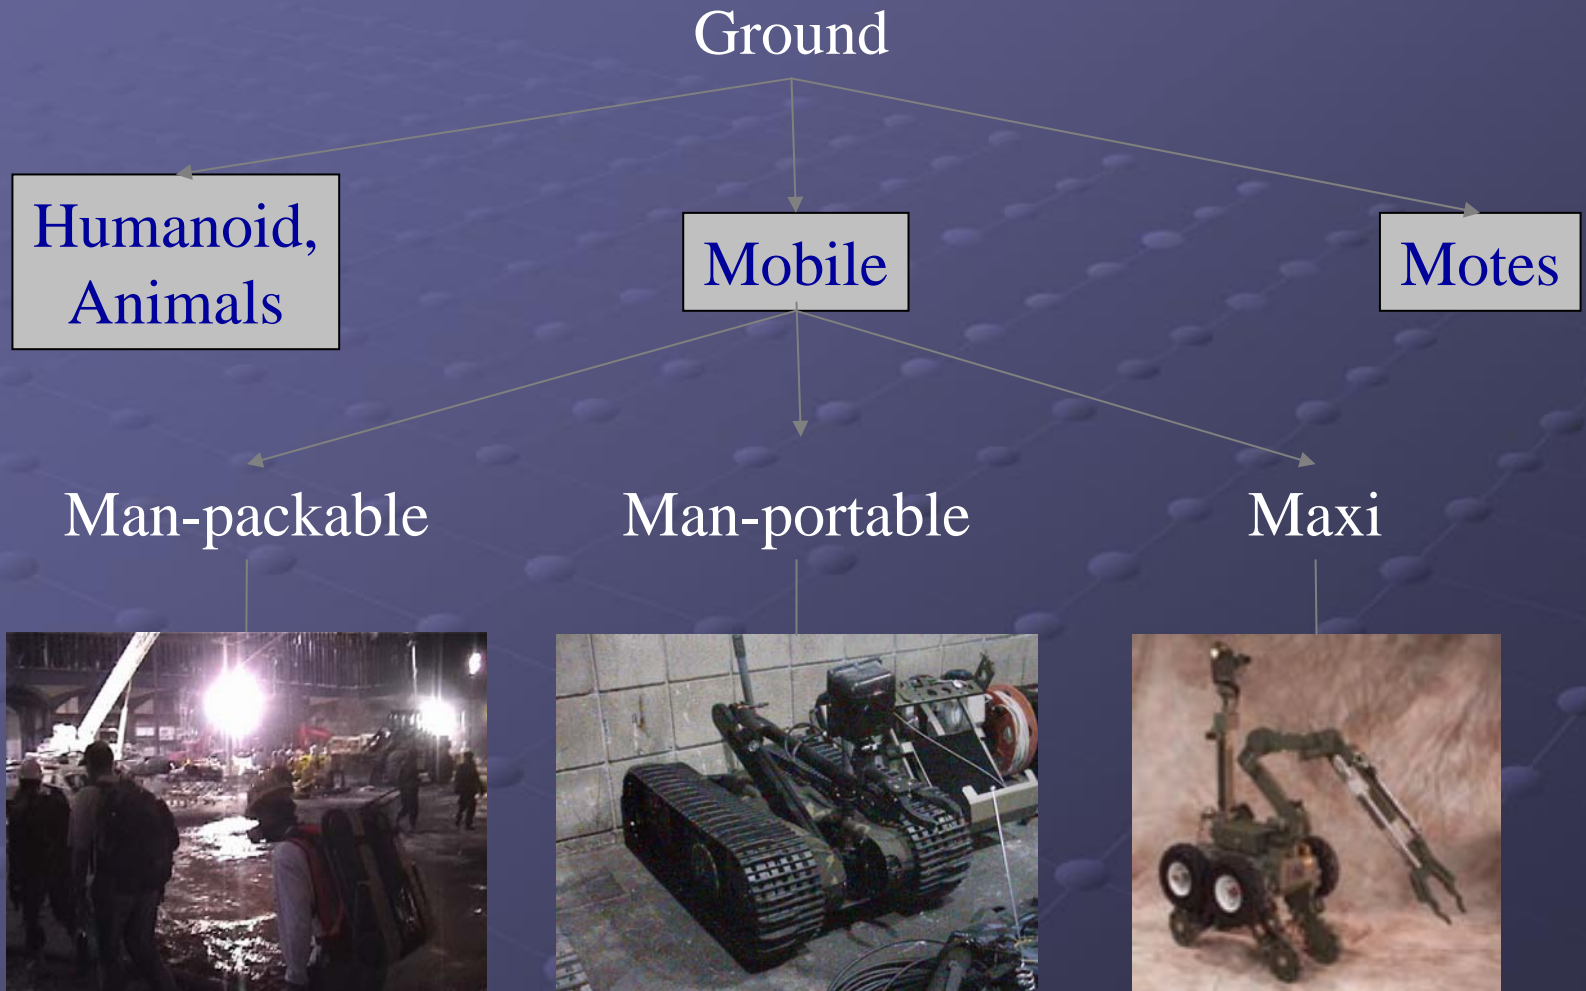 Ground
Humanoid,
Animals
Mobile
Motes
Man-packable
Man-portable
Maxi